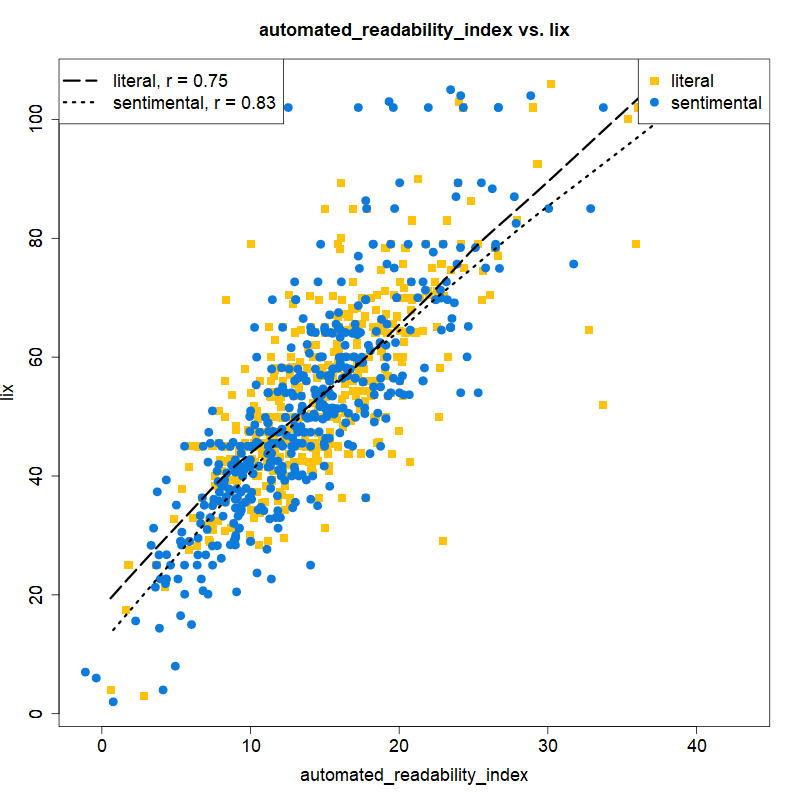 automated_readability_index vs. lix
literal, r = 0.75
sentimental, r = 0.83
literal
sentimental
100
80
60
40
20
0
lix
0 10 20 30 40
automated_readability_index